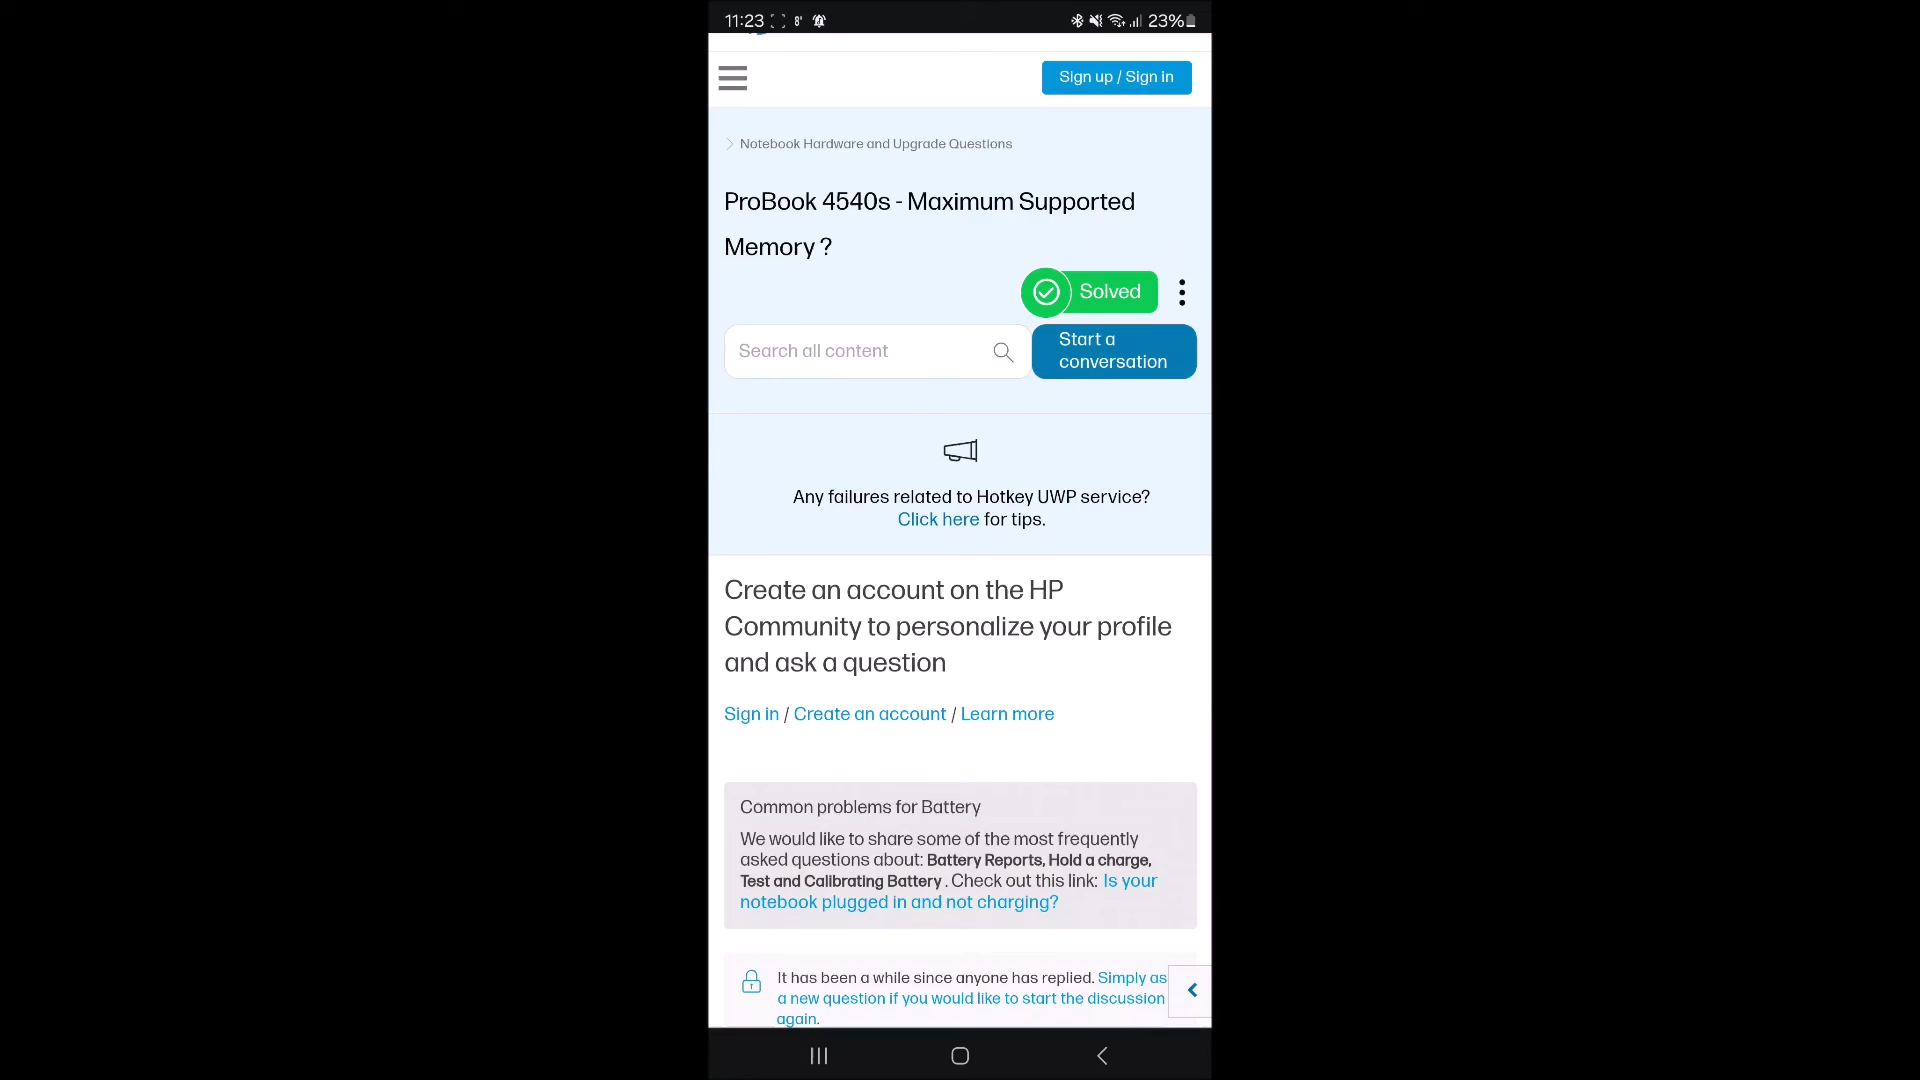 11:23
23%
Sign up / Sign in
Notebook Hardware and Upgrade Questions
ProBook 4540s - Maximum Supported
Memory ?
Solved
Search all content
Start a
conversation
Any failures related to Hotkey UWP service?
Click here for tips.
Create an account on the HP
Community to personalize your profile
and ask a question
Sign in / Create an account / Learn more
Common problems for Battery
We would like to share some of the most frequently
asked questions about: Battery Reports, Hold a charge,
Test and Calibrating Battery . Check out this link: Is your
notebook plugged in and not charging?
It has been a while since anyone has replied. Simply as
a new question if you would like to start the discussion
again.